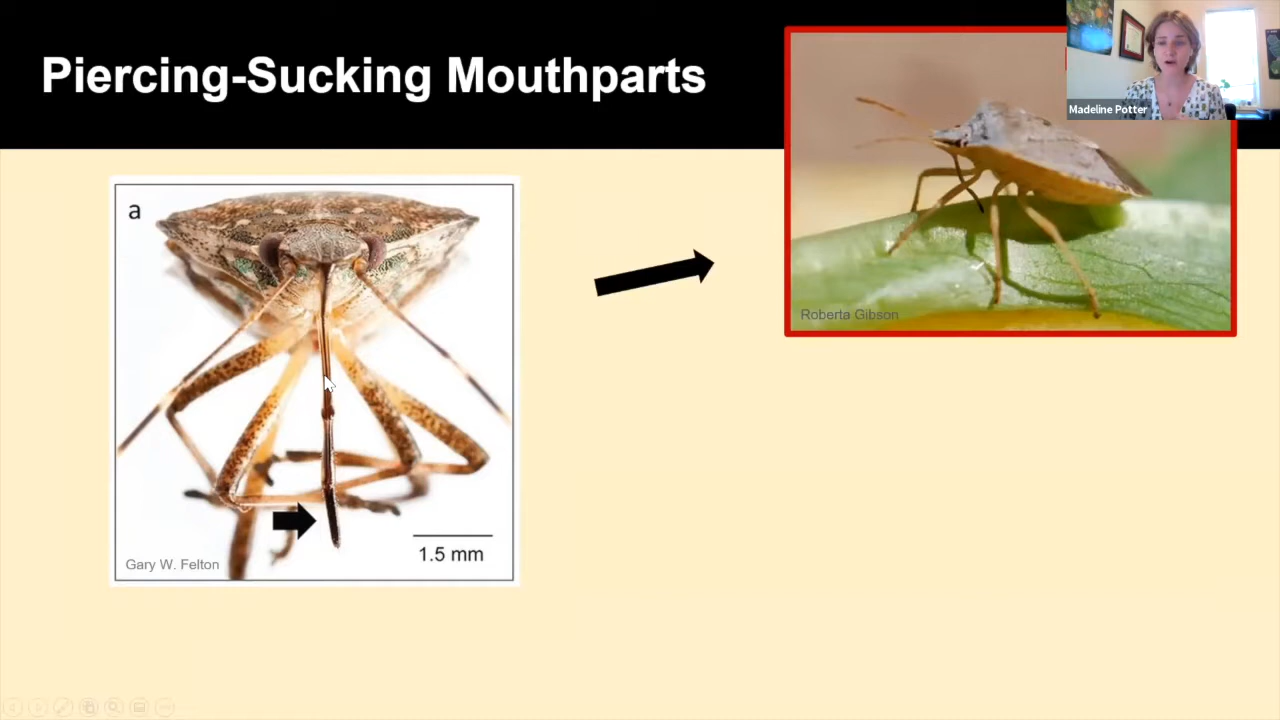 Piercing-Sucking Mouthparts
Madeline Potter
a
Roberta Gibson
1.5 mm
Gary W. Felton